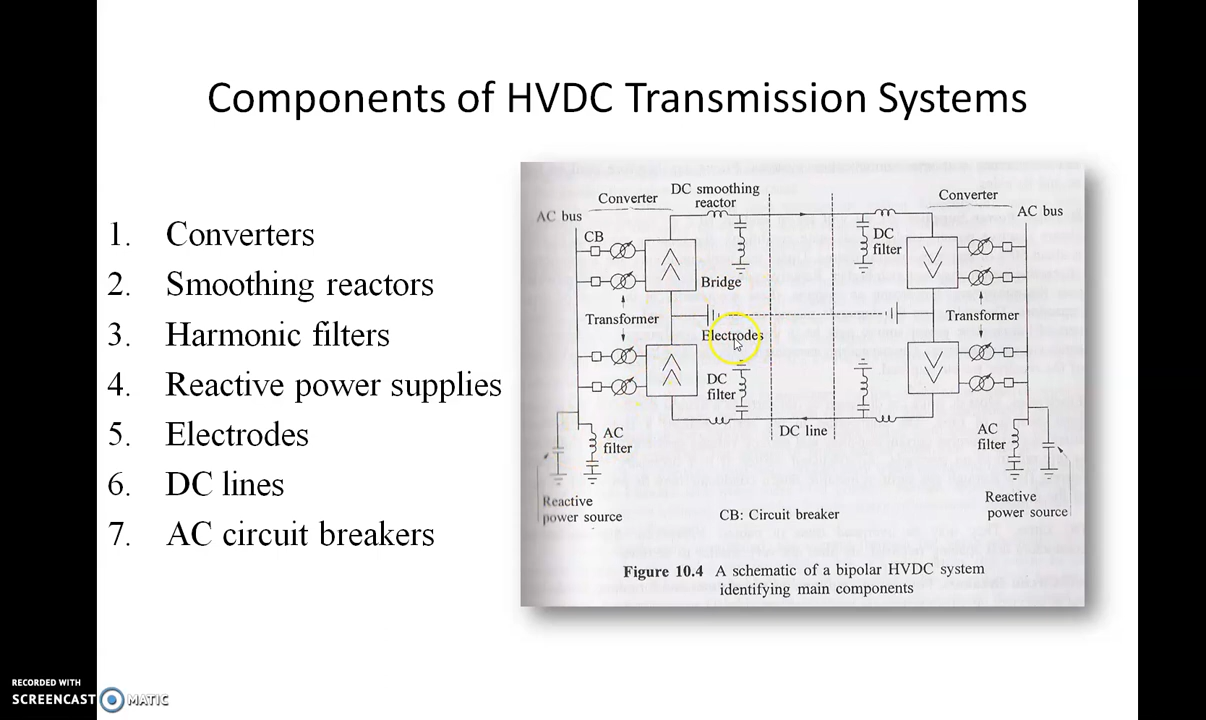 Components of HVDC Transmission Systems
1. Converters
2. Smoothing reactors
3. Harmonic filters
4. Reactive power supplies
5. Electrodes
6. DC lines
7. AC circuit breakers
AC bus
Converter
DC smoothing
reactor
CB
Bridge
Transformer
Electrodes
DC
filter
AC
filter
Reactive
power source
DC line
Converter
AC bus
DC
filter
Transformer
AC
filter
Reactive
power source
CB: Circuit breaker
Figure 10.4 A schematic of a bipolar HVDC system
identifying main components
RECORDED WITH
SCREENCAST MATIC